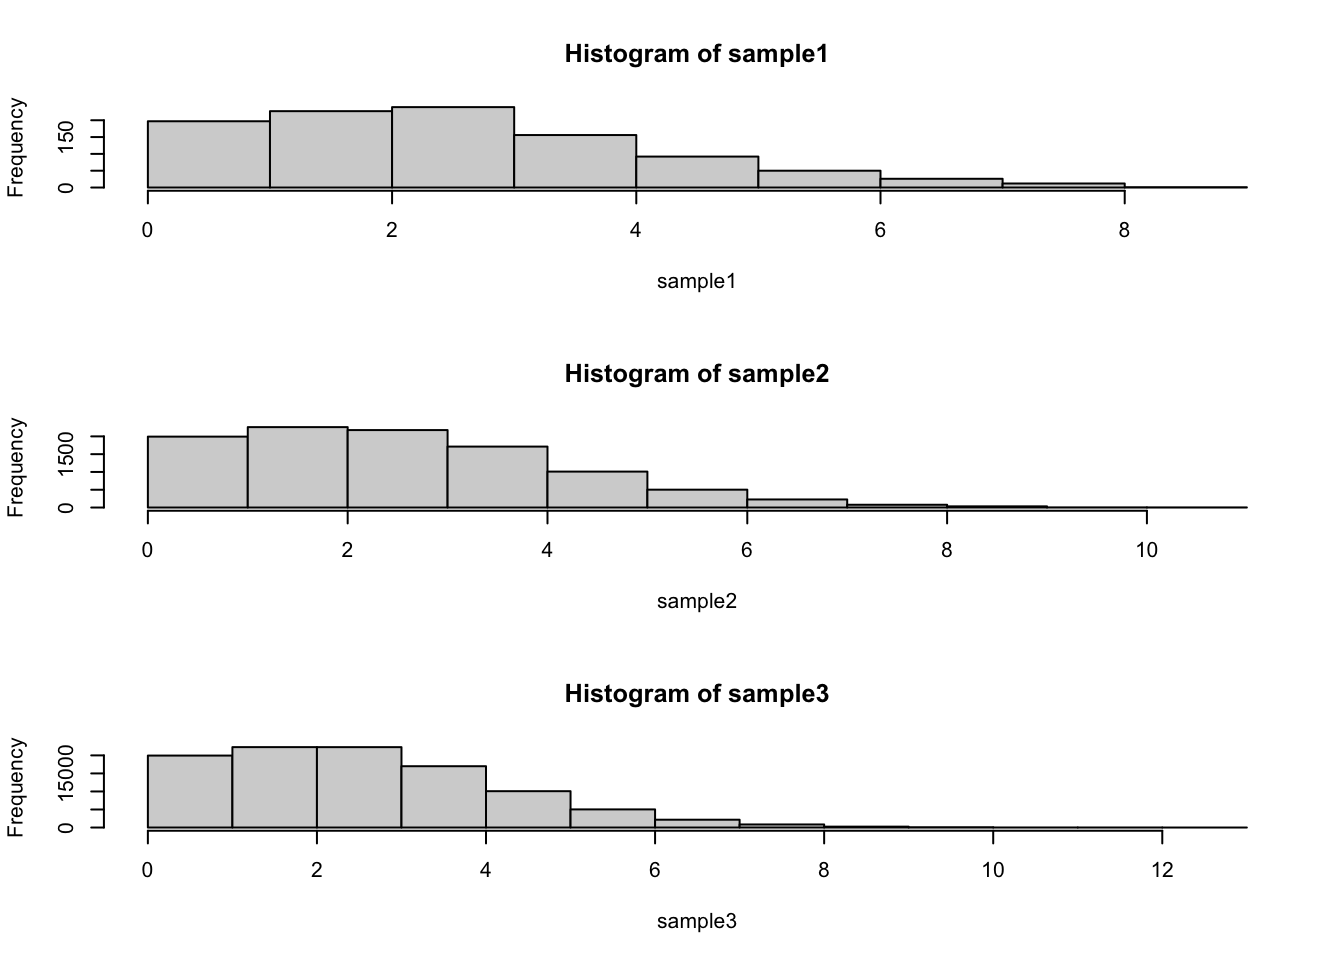 Histogram of sample1
Frequency
150
0
0 2 4 6 8
sample1
Histogram of sample2
Frequency
1500
0
0 2 4 6 8 10
sample2
Histogram of sample3
Frequency
15000
0
0 2 4 6 8 10 12
sample3